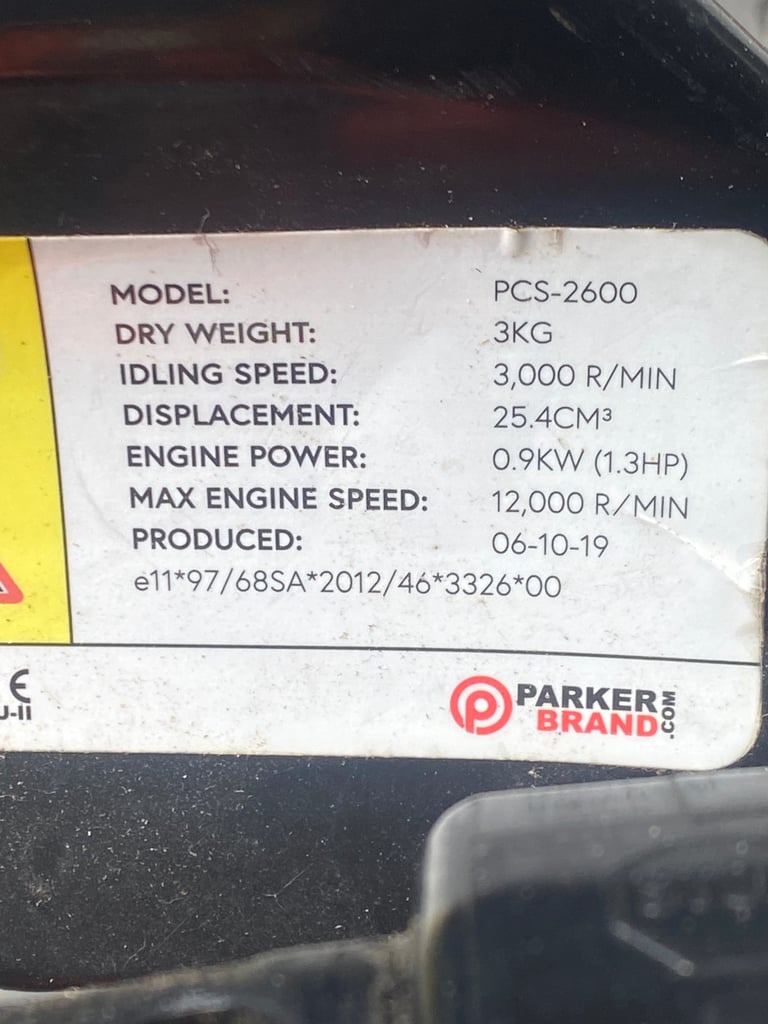 MODEL: PCS-2600
DRY WEIGHT: 3KG
IDLING SPEED: 3,000 R/MIN
DISPLACEMENT: 25.4CM³
ENGINE POWER: 0.9KW (1.3HP)
MAX ENGINE SPEED: 12,000 R/MIN
PRODUCED: 06-10-19
e11*97/68SA*2012/46*3326*00
CE
PARKER
BRAND.COM